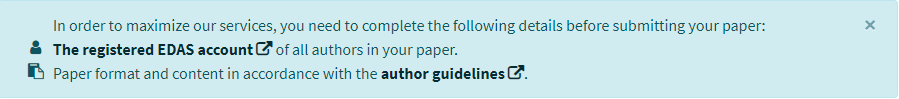 In order to maximize our services, you need to complete the following details before submitting your paper:
The registered EDAS account of all authors in your paper.
Paper format and content in accordance with the author guidelines.